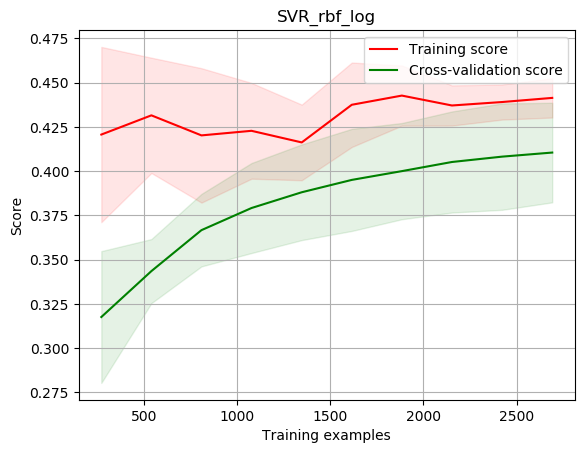 SVR_rbf_log
Training score
Cross-validation score
0.475
0.450
0.425
0.400
0.375
0.350
0.325
0.300
0.275
Score
500
1000
1500
2000
2500
Training examples